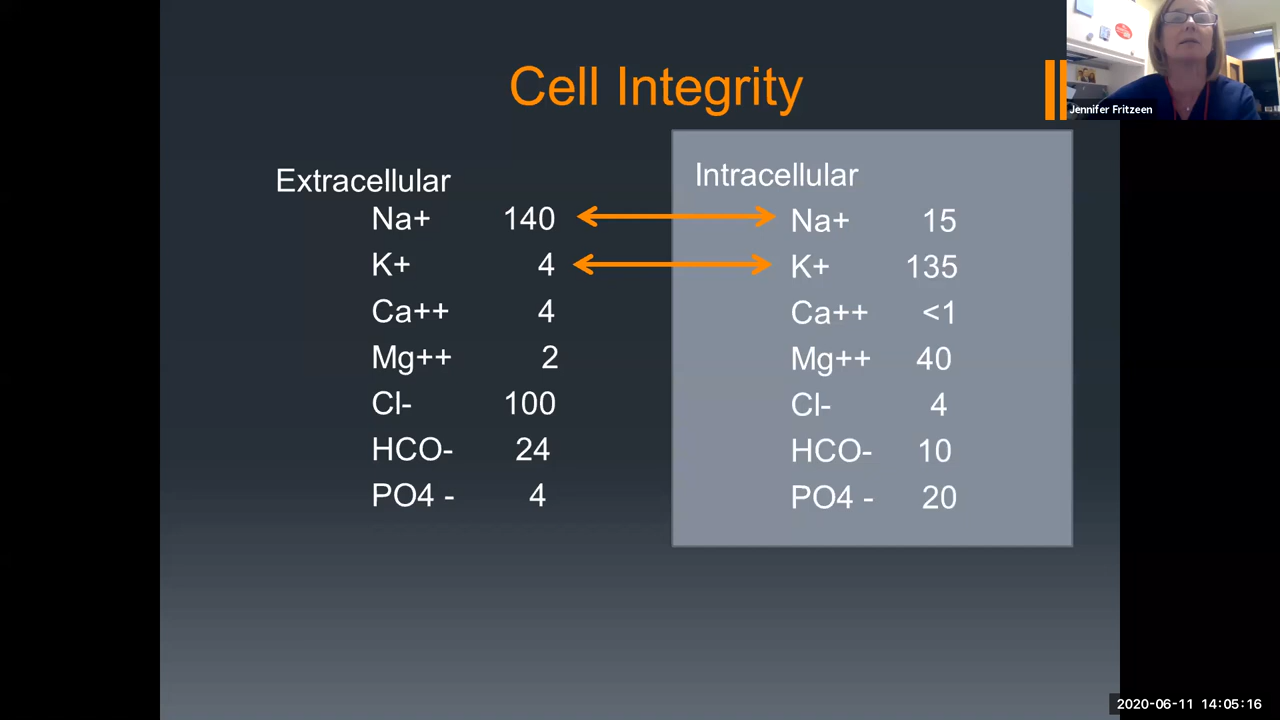 Cell Integrity
Jennifer Fritzeen
Extracellular
Na+ 140
K+ 4
Ca++ 4
Mg++ 2
Cl- 100
HCO- 24
PO4 - 4
Intracellular
Na+ 15
K+ 135
Ca++ <1
Mg++ 40
Cl- 4
HCO- 10
PO4 - 20
2020-06-11 14:05:16